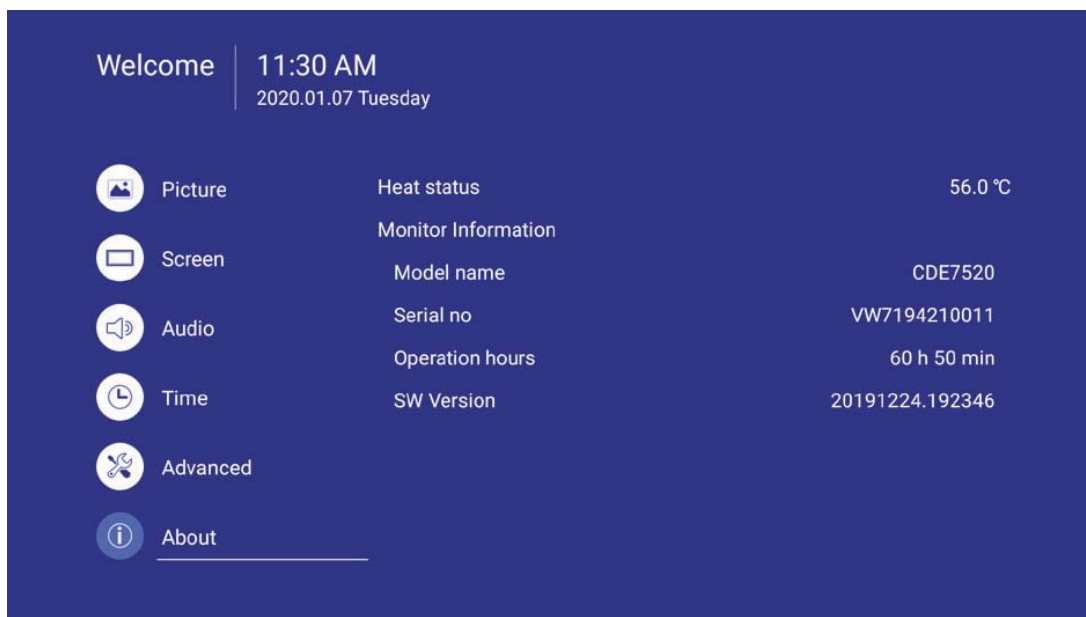 Welcome
11:30 AM
2020.01.07 Tuesday
Picture
Screen
Audio
Time
Advanced
About
Heat status 56.0 ℃
Monitor Information
Model name CDE7520
Serial no VW7194210011
Operation hours 60 h 50 min
SW Version 20191224.192346